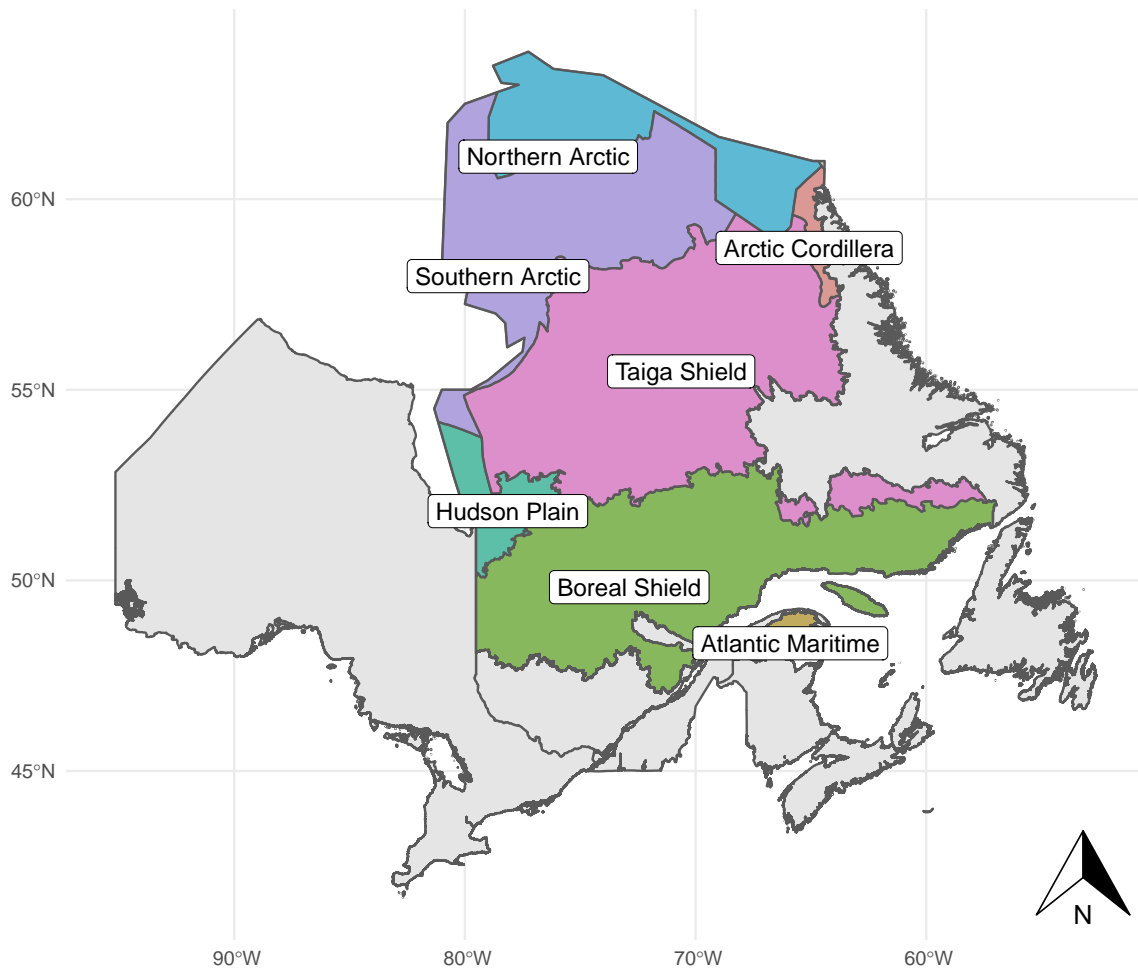 Northern Arctic
60°N
Arctic Cordillera
Southern Arctic
Taiga Shield
55°N
Hudson Plain
50°N
Boreal Shield
Atlantic Maritime
45°N
N
90°W
80°W
70°W
60°W